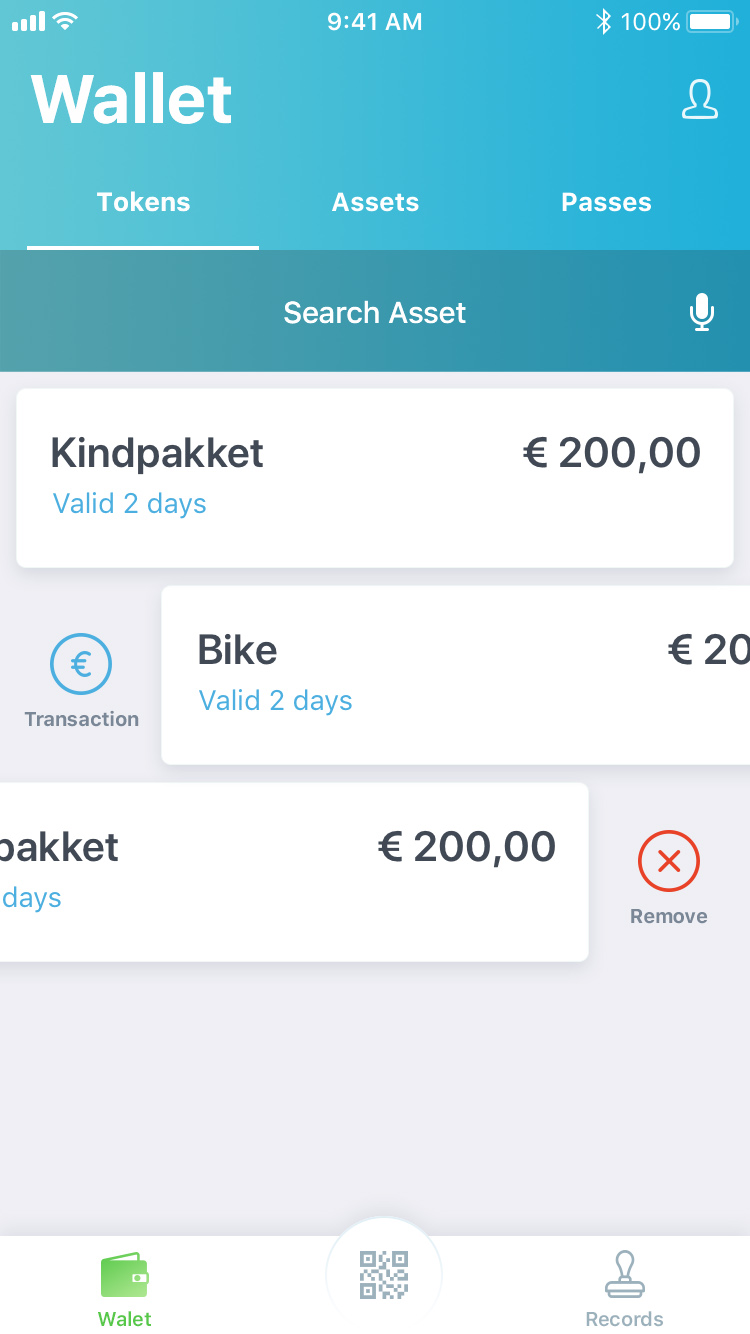 9:41 AM 100%
Wallet
Tokens Assets Passes
Search Asset
Kindpakket € 200,00
Valid 2 days
Bike € 20
Valid 2 days
Transaction
pakket € 200,00
days
Remove
Walet Records